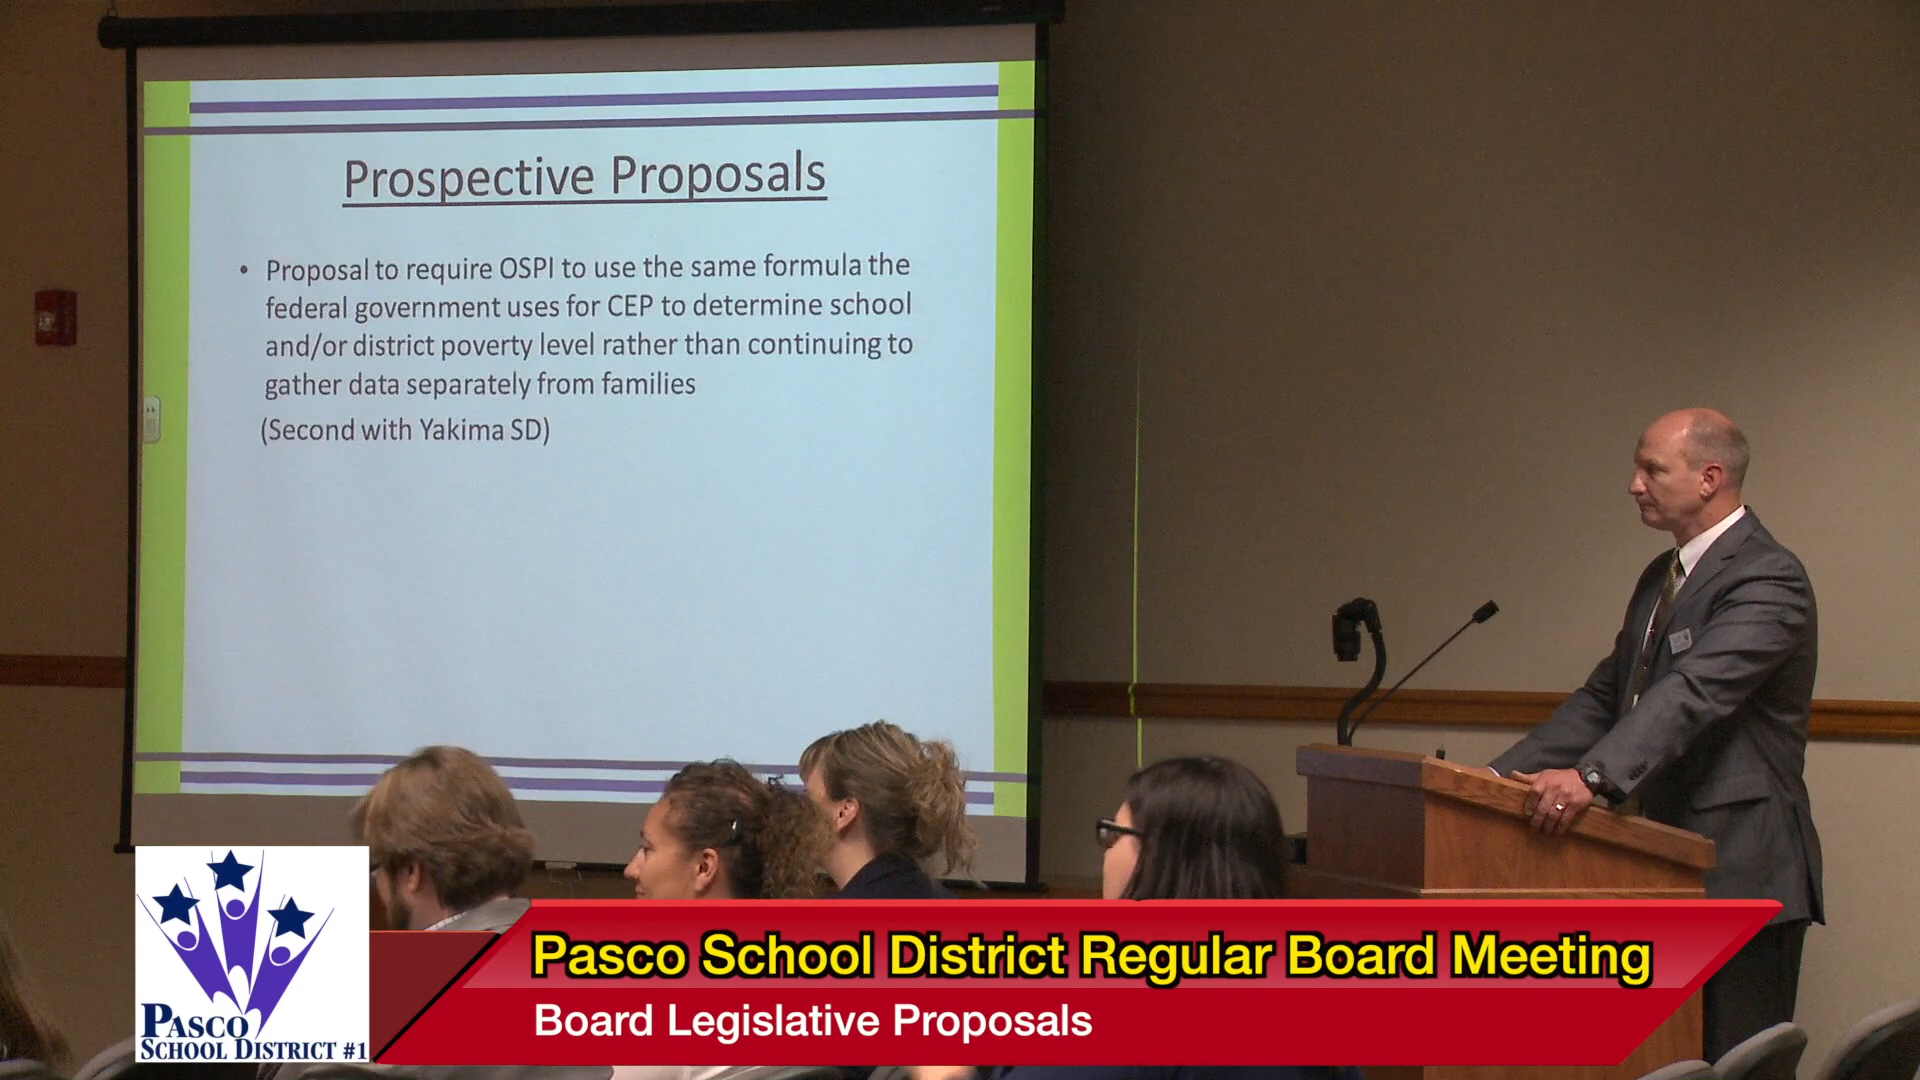 Prospective Proposals
• Proposal to require OSPI to use the same formula the
federal government uses for CEP to determine school
and/or district poverty level rather than continuing to
gather data separately from families
(Second with Yakima SD)
Pasco School District Regular Board Meeting
Board Legislative Proposals
PASCO
SCHOOL DISTRICT #1